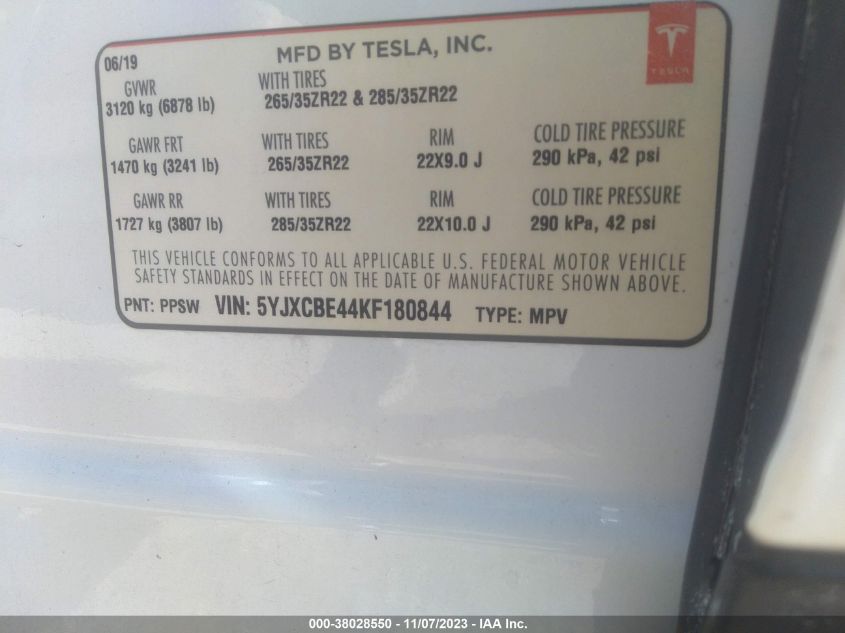 06/19
MFD BY TESLA, INC.
TESLA
GVWR
3120 kg (6878 lb)
WITH TIRES
265/35ZR22 & 285/35ZR22
GAWR FRT
1470 kg (3241 lb)
WITH TIRES
265/35ZR22
RIM
22X9.0 J
COLD TIRE PRESSURE
290 kPa, 42 psi
GAWR RR
1727 kg (3807 lb)
WITH TIRES
285/35ZR22
RIM
22X10.0 J
COLD TIRE PRESSURE
290 kPa, 42 psi
THIS VEHICLE CONFORMS TO ALL APPLICABLE U.S. FEDERAL MOTOR VEHICLE
SAFETY STANDARDS IN EFFECT ON THE DATE OF MANUFACTURE SHOWN ABOVE.
PNT: PPSW VIN: 5YJXCBE44KF180844 TYPE: MPV
000-38028550 - 11/07/2023 - IAA Inc.